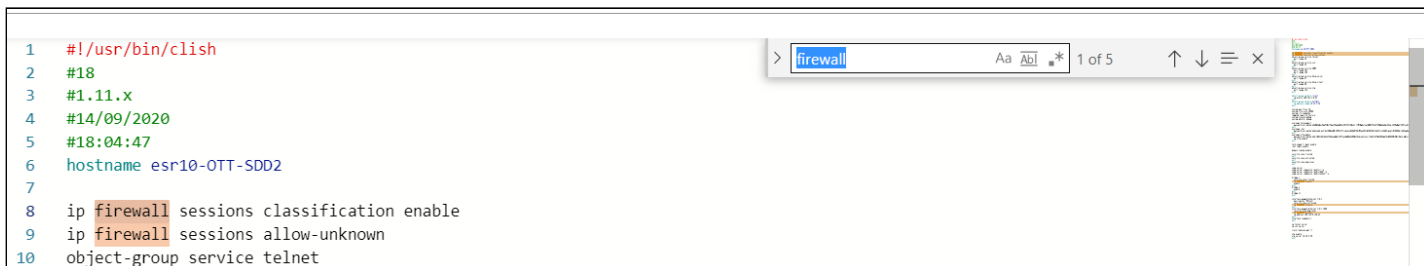 1 #!/usr/bin/clish
2 #18
3 #1.11.x
4 #14/09/2020
5 #18:04:47
6 hostname esr10-OTT-SDD2
7
8 ip firewall sessions classification enable
9 ip firewall sessions allow-unknown
10 object-group service telnet
firewall Aa Abl .* 1 of 5